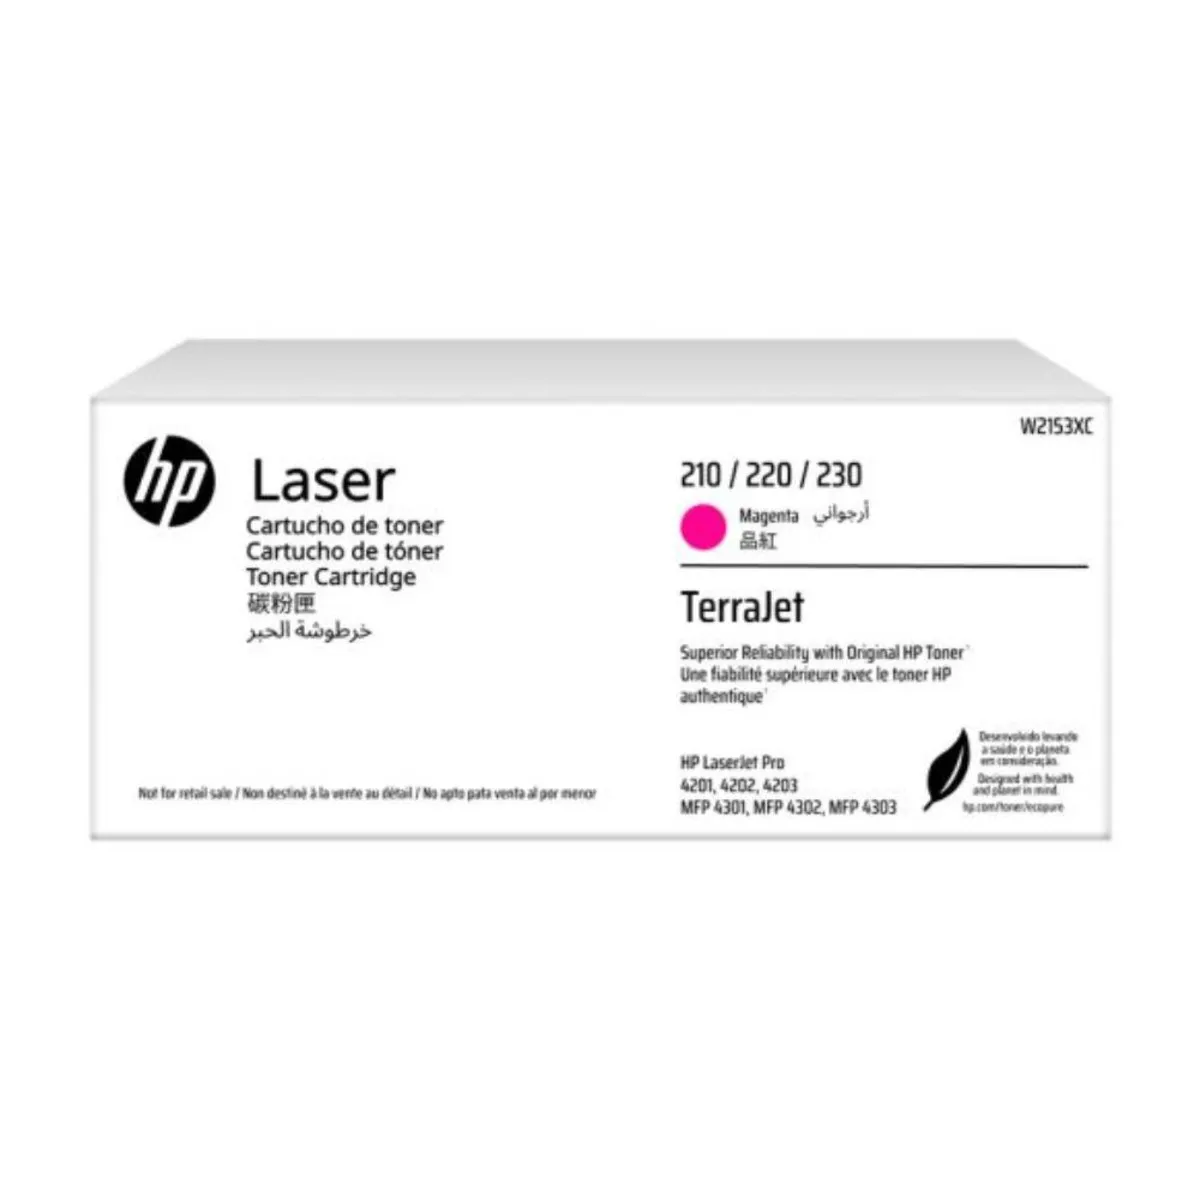 W2153XC
hp
Laser
Cartucho de toner
Cartucho de tóner
Toner Cartridge
碳粉匣
خرطوشة الحبر
Not for retail sale / Non destiné à la vente au détail / No apto pata venta al por menor
210 / 220 / 230
Magenta أرجواني
品紅
TerraJet
Superior Reliability with Original HP Toner¹
Une fiabilité supérieure avec le toner HP
authentique¹
HP LaserJet Pro
4201, 4202, 4203
MFP 4301, MFP 4302, MFP 4303
Desenvolvido levando
a saúde e o planeta
em consideração.
Designed with health
and planet in mind.
hp.com/toner/ecopure